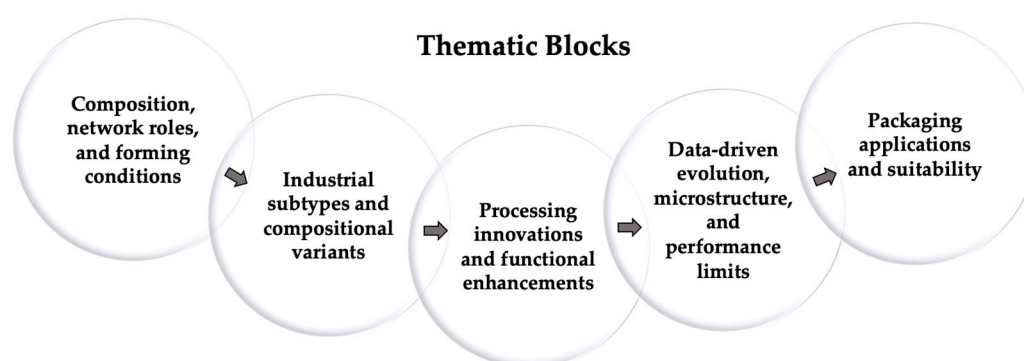 Thematic Blocks
Composition,
network roles,
and forming
conditions
Industrial
subtypes and
compositional
variants
Processing
innovations
and functional
enhancements
Data-driven
evolution,
microstructure,
and
performance
limits
Packaging
applications
and suitability